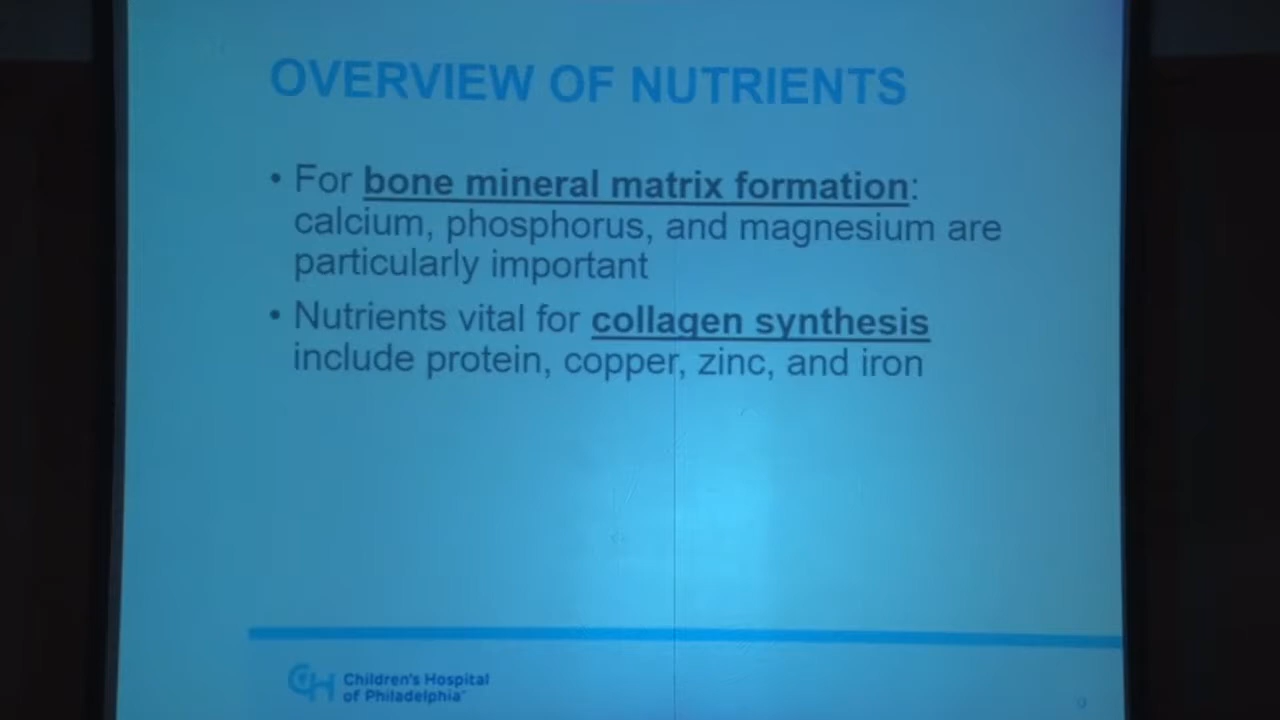 OVERVIEW OF NUTRIENTS
• For bone mineral matrix formation:
calcium, phosphorus, and magnesium are
particularly important
• Nutrients vital for collagen synthesis
include protein, copper, zinc, and iron
Children's Hospital
of Philadelphia